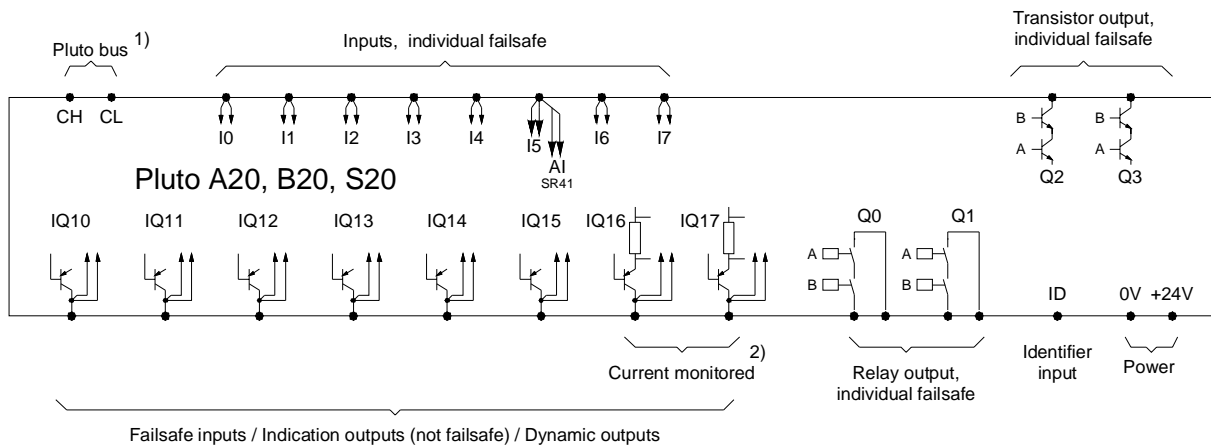 Pluto bus 1)
Inputs, individual failsafe
Transistor output,
individual failsafe
CH CL
I0 I1 I2 I3 I4 I5 I6 I7
AI
SR41
B B
A A
Q2 Q3
Pluto A20, B20, S20
IQ10 IQ11 IQ12 IQ13 IQ14 IQ15 IQ16 IQ17
Q0 Q1
A A
B B
ID
0V +24V
2)
Current monitored
Relay output,
individual failsafe
Identifier
input
Power
Failsafe inputs / Indication outputs (not failsafe) / Dynamic outputs